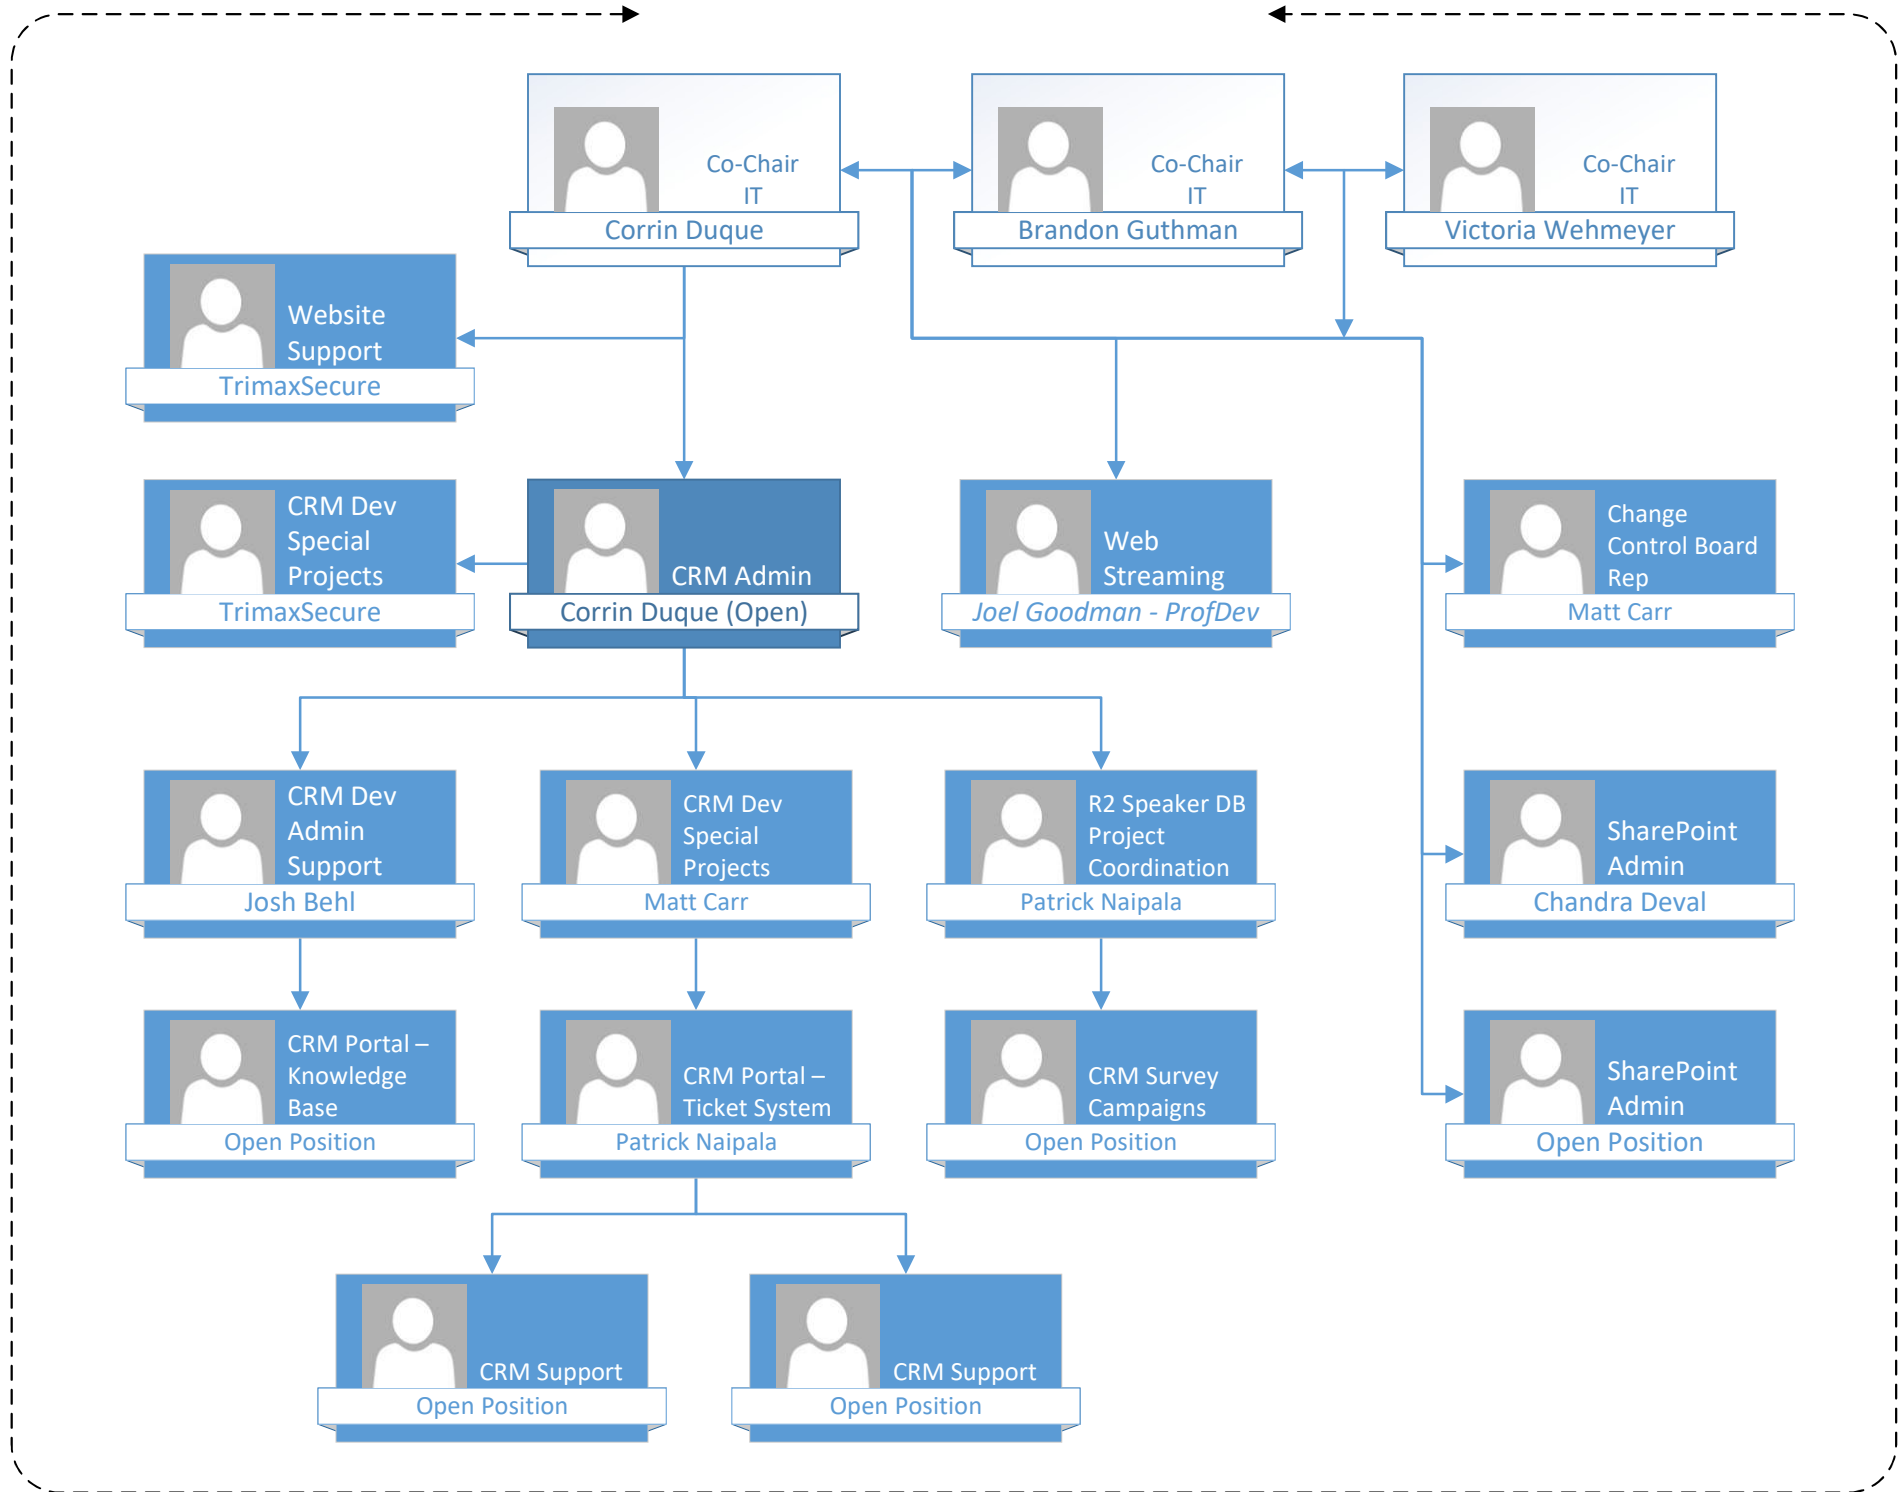 Co-Chair
IT
Corrin Duque
Co-Chair
IT
Brandon Guthman
Co-Chair
IT
Victoria Wehmeyer
Website
Support
TrimaxSecure
CRM Dev
Special
Projects
TrimaxSecure
CRM Admin
Corrin Duque (Open)
Web
Streaming
Joel Goodman - ProfDev
Change
Control Board
Rep
Matt Carr
CRM Dev
Admin
Support
Josh Behl
CRM Dev
Special
Projects
Matt Carr
R2 Speaker DB
Project
Coordination
Patrick Naipala
SharePoint
Admin
Chandra Deval
CRM Portal –
Knowledge
Base
Open Position
CRM Portal –
Ticket System
Patrick Naipala
CRM Survey
Campaigns
Open Position
SharePoint
Admin
Open Position
CRM Support
Open Position
CRM Support
Open Position